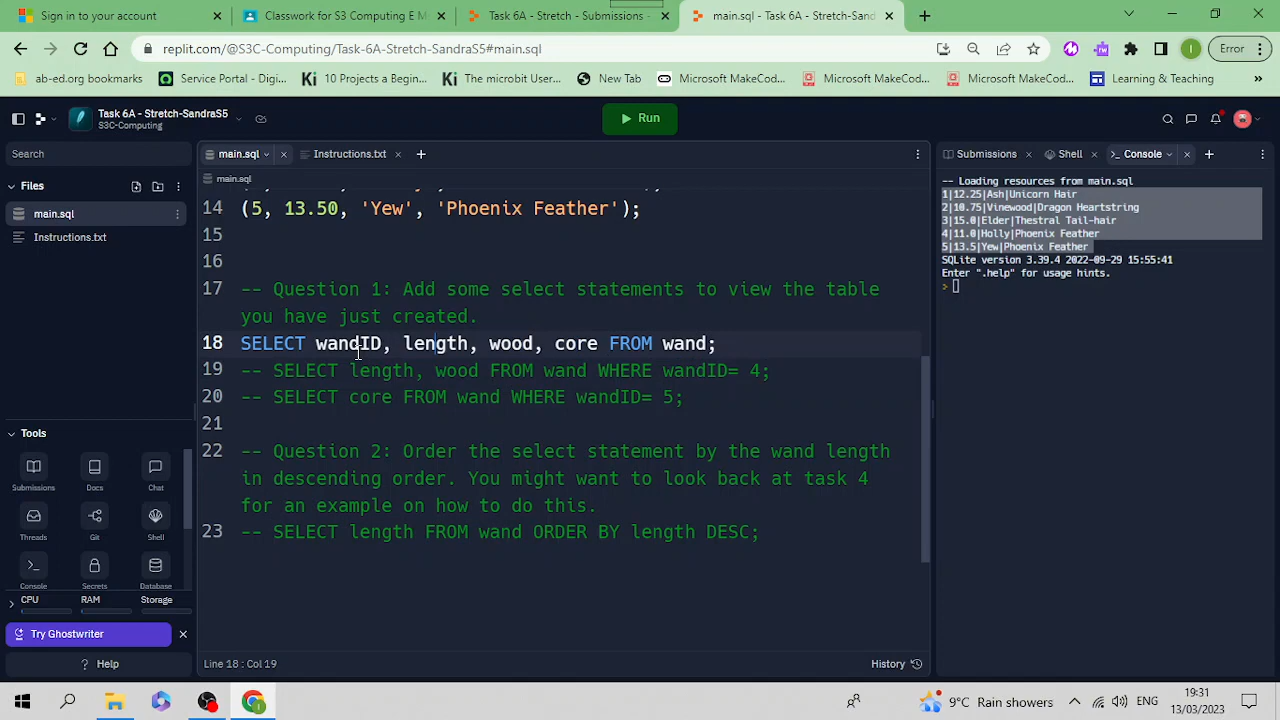 Sign in to your account
Classwork for S3 Computing E M
Task 6A - Stretch - Submissions -
main.sql - Task 6A - Stretch-Sand
replit.com/@S3C-Computing/Task-6A-Stretch-SandraS5#main.sql
Error
ab-ed.org bookmarks
Service Portal - Digi...
10 Projects a Begin...
The microbit User...
New Tab
Microsoft MakeCod...
Microsoft MakeCod...
Microsoft MakeCod...
Learning & Teaching
Task 6A - Stretch-SandraS5
S3C-Computing
Run
Search
main.sql
Instructions.txt
Submissions
Shell
Console
main.sql
Files
main.sql
Instructions.txt
14 (5, 13.50, 'Yew', 'Phoenix Feather');
15
16
17 -- Question 1: Add some select statements to view the table
you have just created.
18 SELECT wandID, length, wood, core FROM wand;
19 -- SELECT length, wood FROM wand WHERE wandID= 4;
20 -- SELECT core FROM wand WHERE wandID= 5;
21
22 -- Question 2: Order the select statement by the wand length
in descending order. You might want to look back at task 4
for an example on how to do this.
23 -- SELECT length FROM wand ORDER BY length DESC;
-- Loading resources from main.sql
1|12.25|Ash|Unicorn Hair
2|10.75|Vinewood|Dragon Heartstring
3|15.0|Elder|Thestral Tail-hair
4|11.0|Holly|Phoenix Feather
5|13.5|Yew|Phoenix Feather
SQLite version 3.39.4 2022-09-29 15:55:41
Enter ".help" for usage hints.
>
Tools
Submissions
Docs
Chat
Threads
Git
Shell
Console
Secrets
Database
CPU
RAM
Storage
Try Ghostwriter
Help
Line 18 : Col 19
History
9°C Rain showers
19:31
13/03/2023